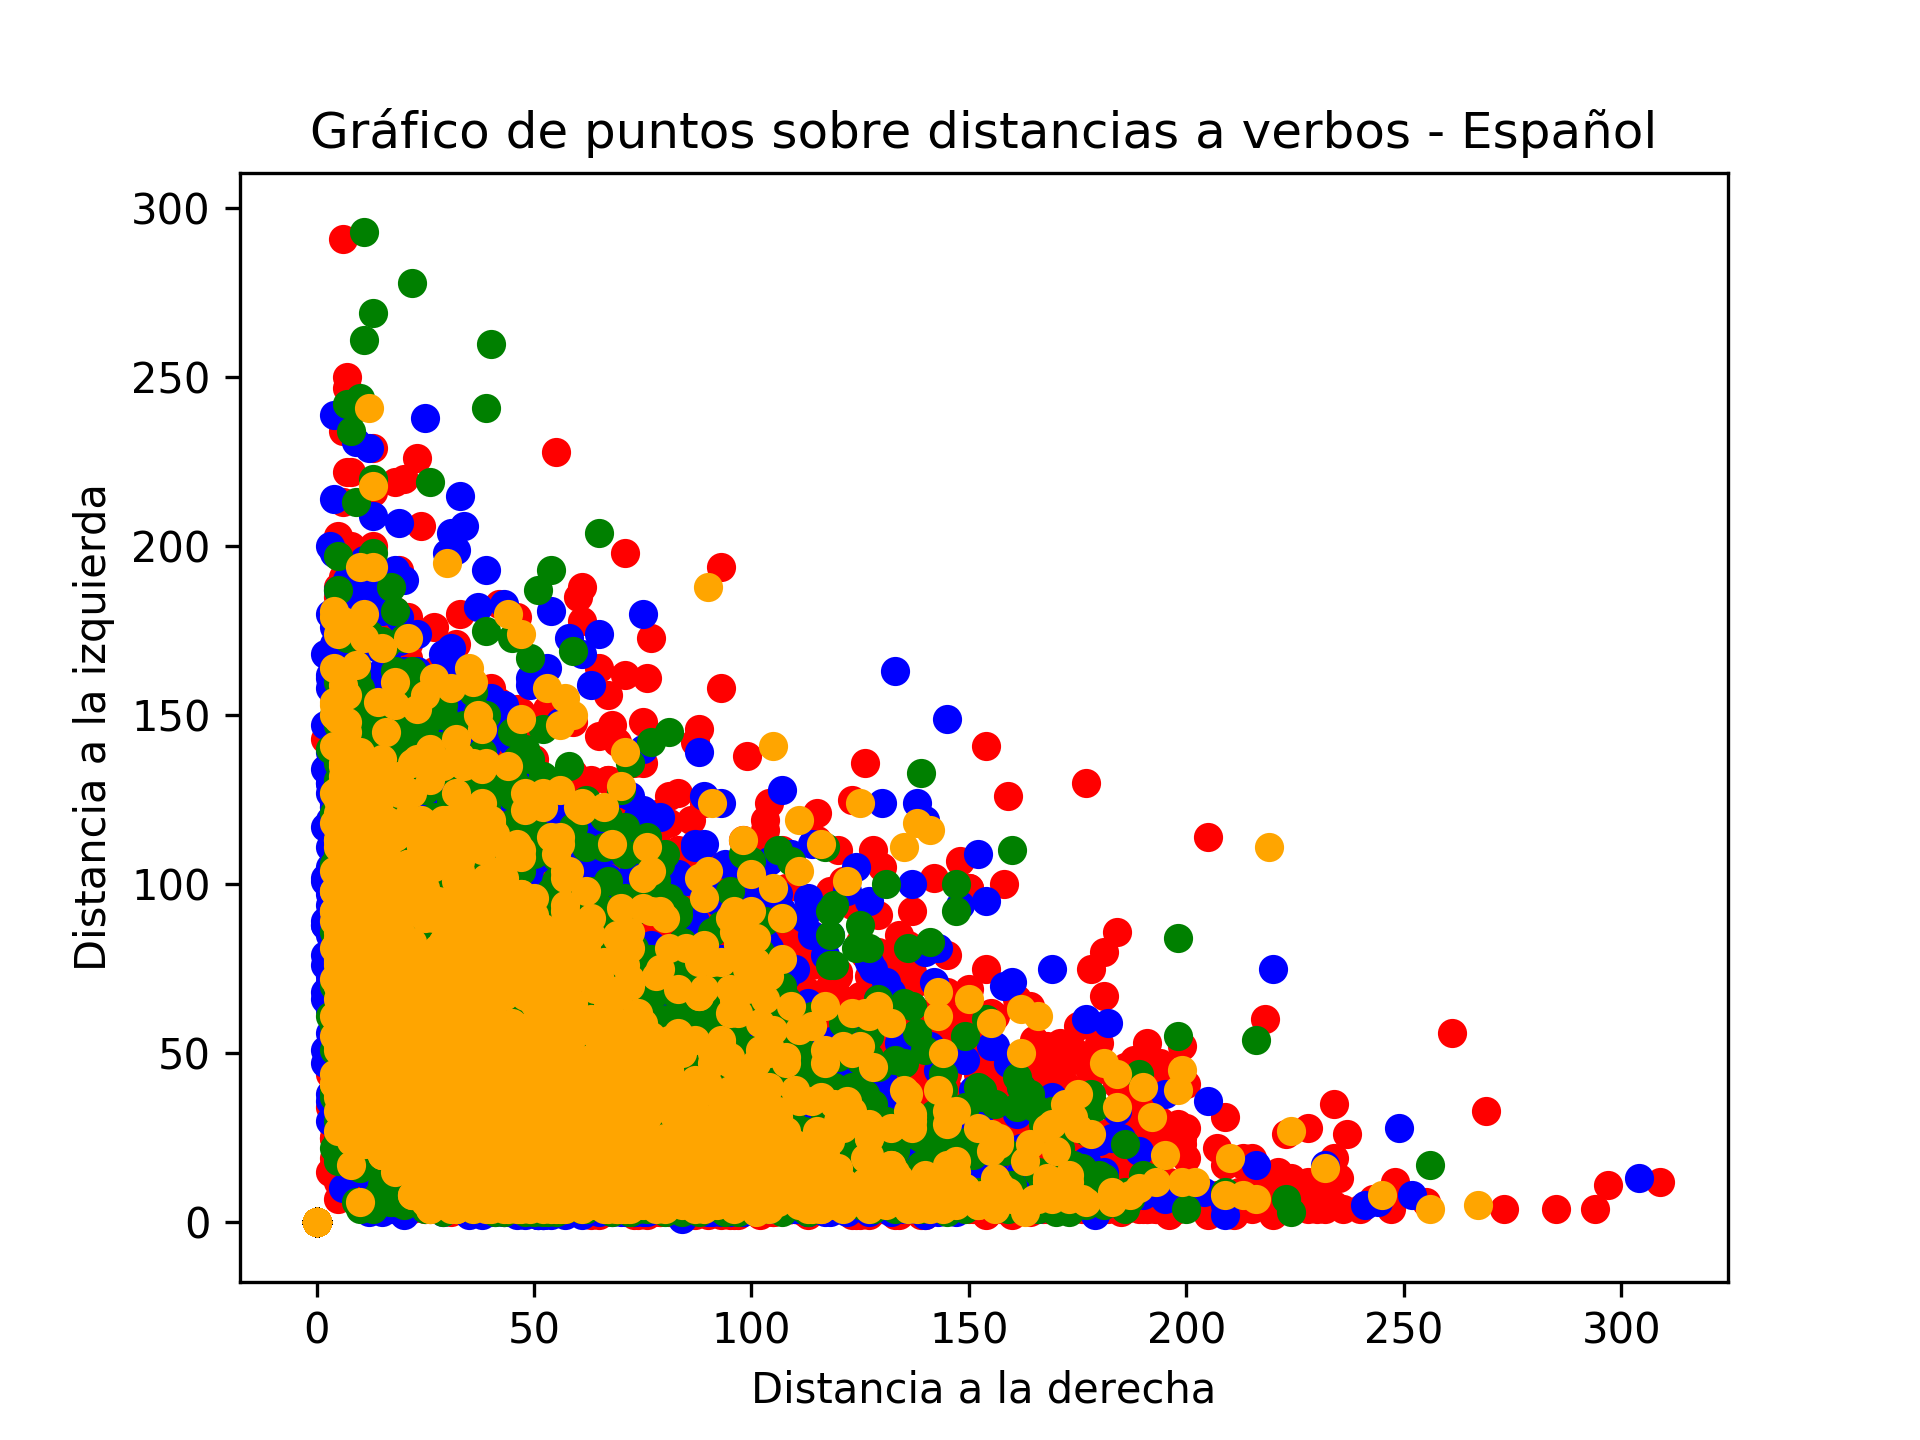 Gráfico de puntos sobre distancias a verbos - Español
300
250
200
150
100
50
0
Distancia a la izquierda
0 50 100 150 200 250 300
Distancia a la derecha